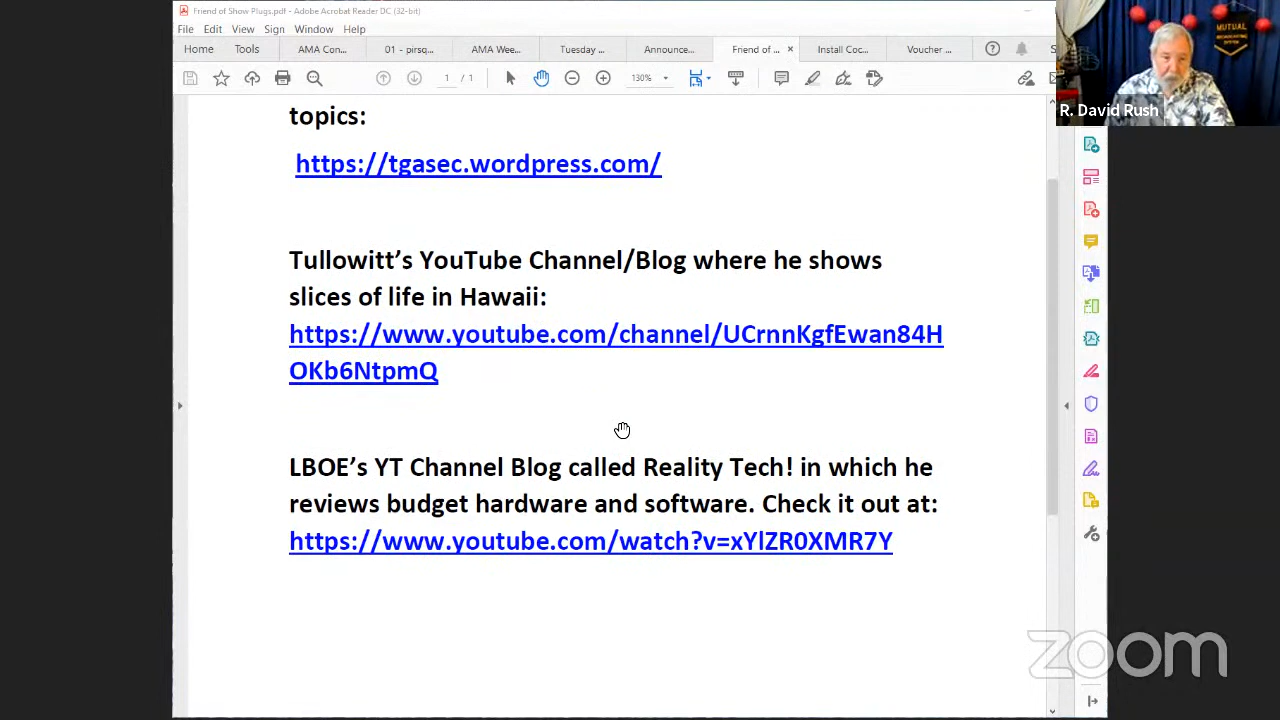 Friend of Show Plugs.pdf - Adobe Acrobat Reader DC (32-bit)
File Edit View Sign Window Help
Home Tools AMA Con... 01 - pirsq... AMA Wee... Tuesday ... Announce... Friend of ... × Install Coc... Voucher ...
1 / 1 130%
MUTUAL
BROADCASTING
SYSTEM
R. David Rush
topics:
https://tgasec.wordpress.com/
Tullowitt’s YouTube Channel/Blog where he shows
slices of life in Hawaii:
https://www.youtube.com/channel/UCrnnKgfEwan84H
OKb6NtpmQ
LBOE’s YT Channel Blog called Reality Tech! in which he
reviews budget hardware and software. Check it out at:
https://www.youtube.com/watch?v=xYlZR0XMR7Y
zoom